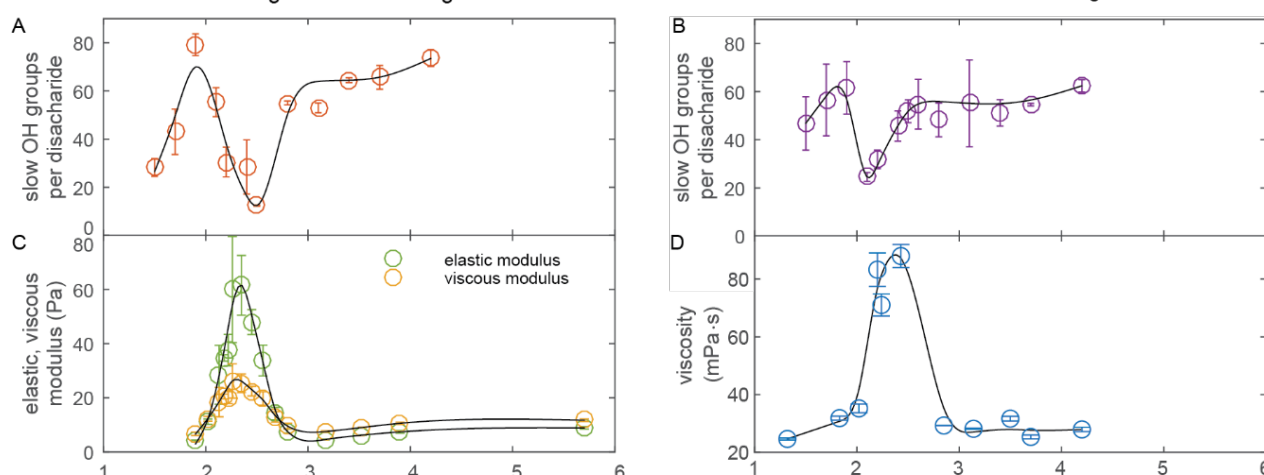 A
slow OH groups
per disacharide
80
60
40
20
0
B
slow OH groups
per disacharide
80
60
40
20
0
C
elastic, viscous
modulus (Pa)
80
60
40
20
0
elastic modulus
viscous modulus
1 2 3 4 5 6
D
viscosity
(mPa·s)
80
60
40
20
1 2 3 4 5 6